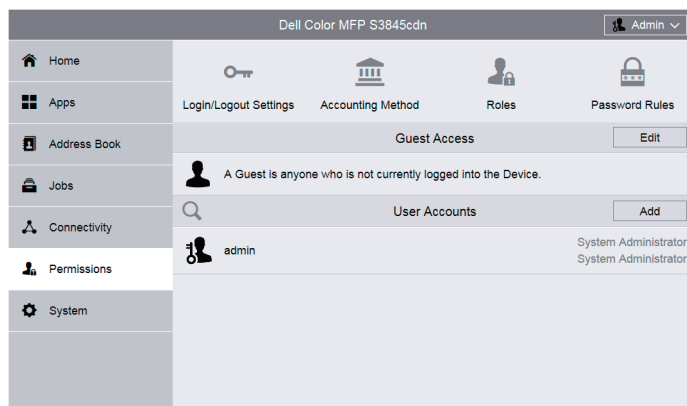 Dell Color MFP S3845cdn
Admin
Home
Apps
Address Book
Jobs
Connectivity
Permissions
System
Login/Logout Settings
Accounting Method
Roles
Password Rules
Guest Access
Edit
A Guest is anyone who is not currently logged into the Device.
User Accounts
Add
admin
System Administrator
System Administrator